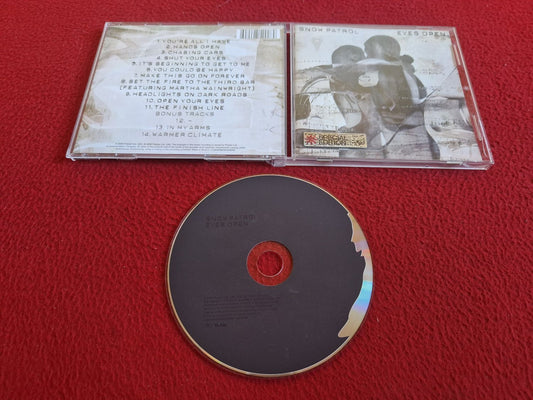 1. YOU'RE ALL I HAVE
2. HANDS OPEN
3. CHASING CARS
4. SHUT YOUR EYES
5. IT'S BEGINNING TO GET TO ME
6. YOU COULD BE HAPPY
7. MAKE THIS GO ON FOREVER
8. SET THE FIRE TO THE THIRD BAR
(FEATURING MARTHA WAINWRIGHT)
9. HEADLIGHTS ON DARK ROADS
10. OPEN YOUR EYES
11. THE FINISH LINE
BONUS TRACKS
12. -
13. IN MY ARMS
14. WARMER CLIMATE
SNOW PATROL EYES OPEN
SPECIAL
EDITION
SNOW PATROL
EYES OPEN